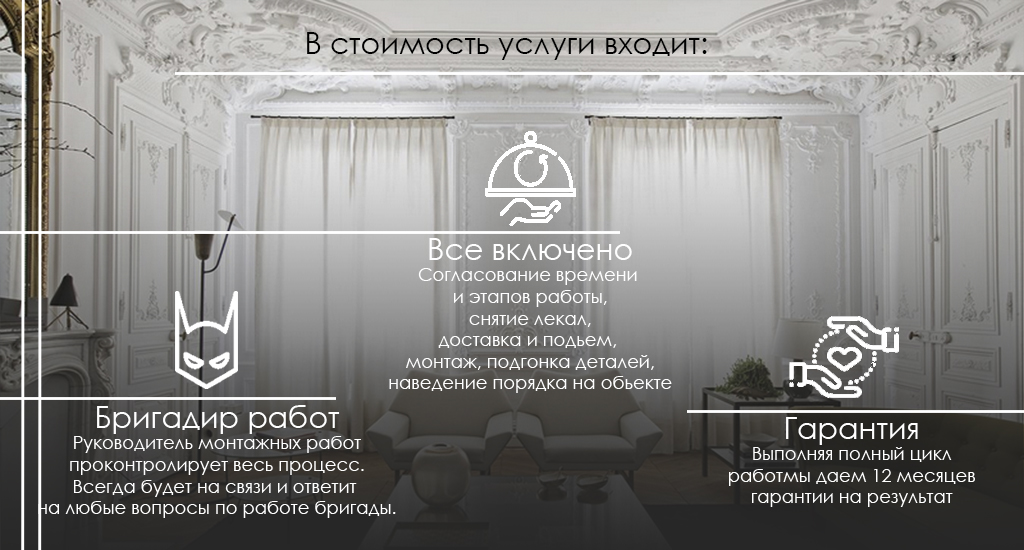 В стоимость услуги входит:
Все включено
Согласование времени
и этапов работы,
снятие лекал,
доставка и подьем,
монтаж, подгонка деталей,
наведение порядка на обьекте
Бригадир работ
Руководитель монтажных работ
проконтролирует весь процесс.
Всегда будет на связи и ответит
на любые вопросы по работе бригады.
Гарантия
Выполняя полный цикл
работмы даем 12 месяцев
гарантии на результат